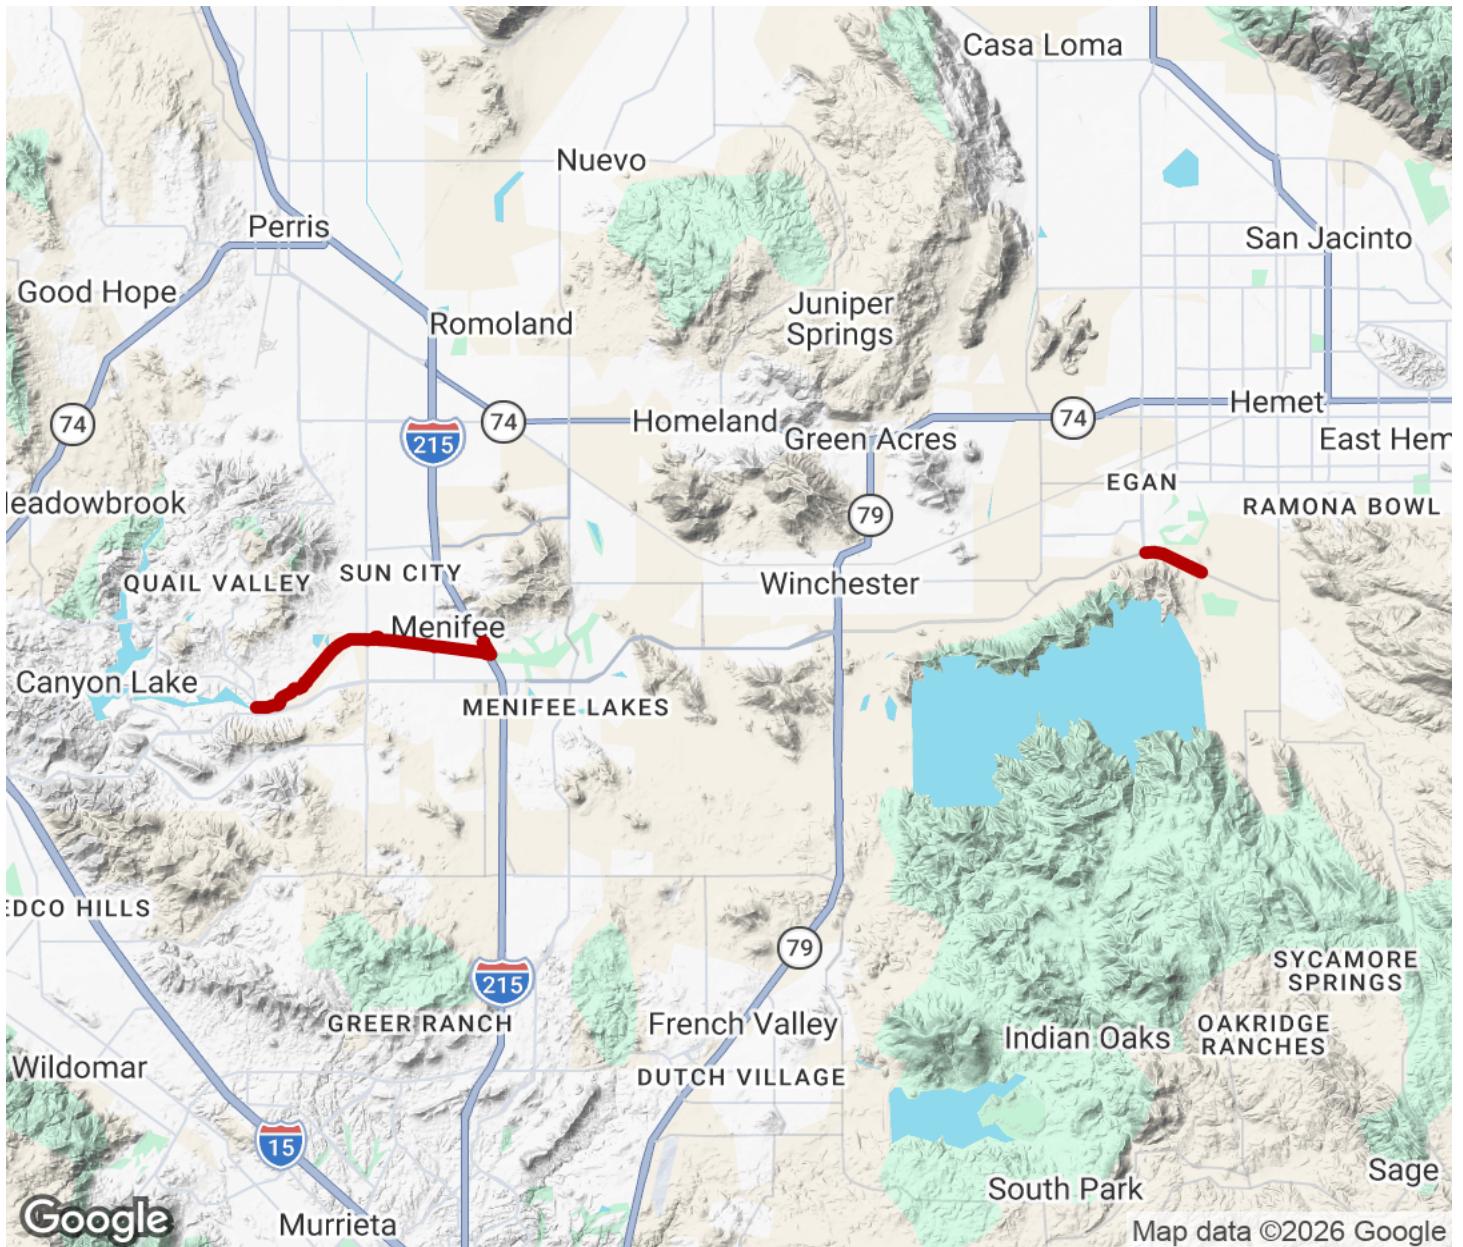 Casa Loma
Nuevo
Perris
San Jacinto
Good Hope
Juniper
Springs
Romoland
74
215
74
Homeland
Green Acres
74
Hemet
East Hem
eadowbrook
79
EGAN
RAMONA BOWL
QUAIL VALLEY
SUN CITY
Winchester
Menifee
Canyon Lake
MENIFEE LAKES
EDCO HILLS
79
215
SYCAMORE
SPRINGS
GREER RANCH
French Valley
Indian Oaks
OAKRIDGE
RANCHES
Wildomar
DUTCH VILLAGE
15
Sage
South Park
Google
Murrieta
Map data ©2026 Google